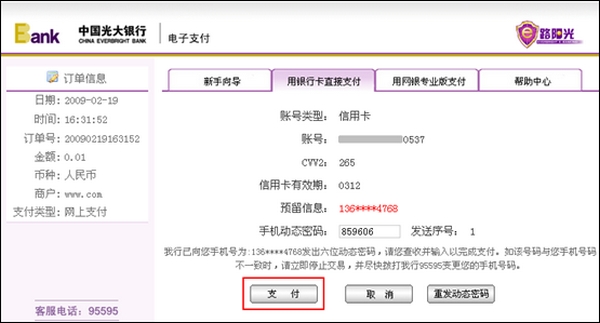 Bank 中国光大银行 CHINA EVERBRIGHT BANK 电子支付
e路阳光
订单信息
日期：2009-02-19
时间：16:31:52
订单号：20090219163152
金额：0.01
币种：人民币
商户：www.com
支付类型：网上支付
客服电话：95595
新手向导 用银行卡直接支付 用网银专业版支付 帮助中心
账号类型：信用卡
账号：0537
CVV2：265
信用卡有效期：0312
预留信息：136****4768
手机动态密码：859606 发送序号：1
我行已向您手机号为:136****4768发出六位动态密码，请您查收并输入以完成支付。如该号码与您手机号码
不一致时，请立即停止交易，并尽快拨打我行95595变更您的手机号码。
支 付 取 消 重发动态密码